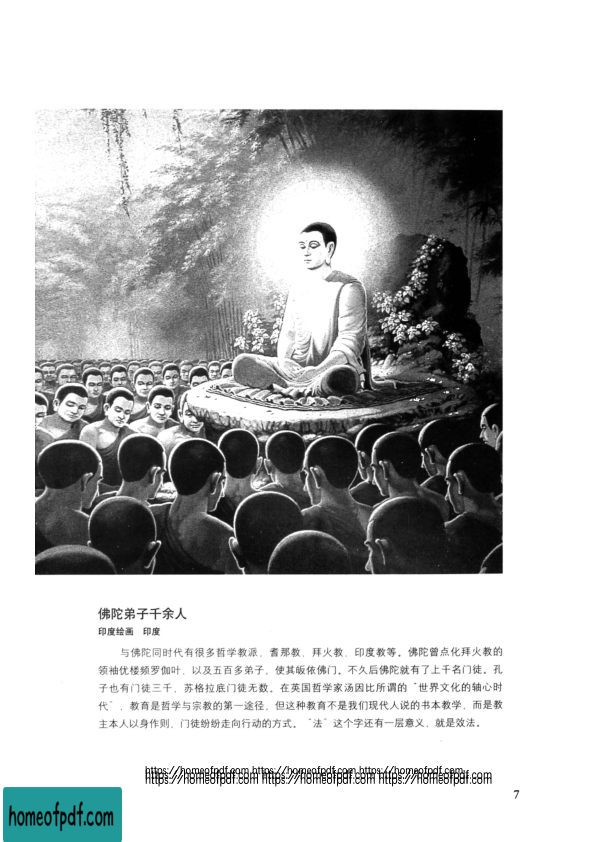 佛陀弟子千余人
印度绘画 印度
与佛陀同时代有很多哲学教派，耆那教、拜火教、印度教等。佛陀曾点化拜火教的
领袖优楼频罗伽叶，以及五百多弟子，使其皈依佛门。不久后佛陀就有了上千名门徒。孔
子也有门徒三千，苏格拉底门徒无数。在英国哲学家汤因比所谓的“世界文化的轴心时
代”，教育是哲学与宗教的第一途径，但这种教育不是我们现代人说的书本教学，而是教
主本人以身作则，门徒纷纷走向行动的方式。“法”这个字还有一层意义，就是效法。
https://homeofpdf.com https://homeofpdf.com https://homeofpdf.com
https://homeofpdf.com https://homeofpdf.com https://homeofpdf.com
7
homeofpdf.com